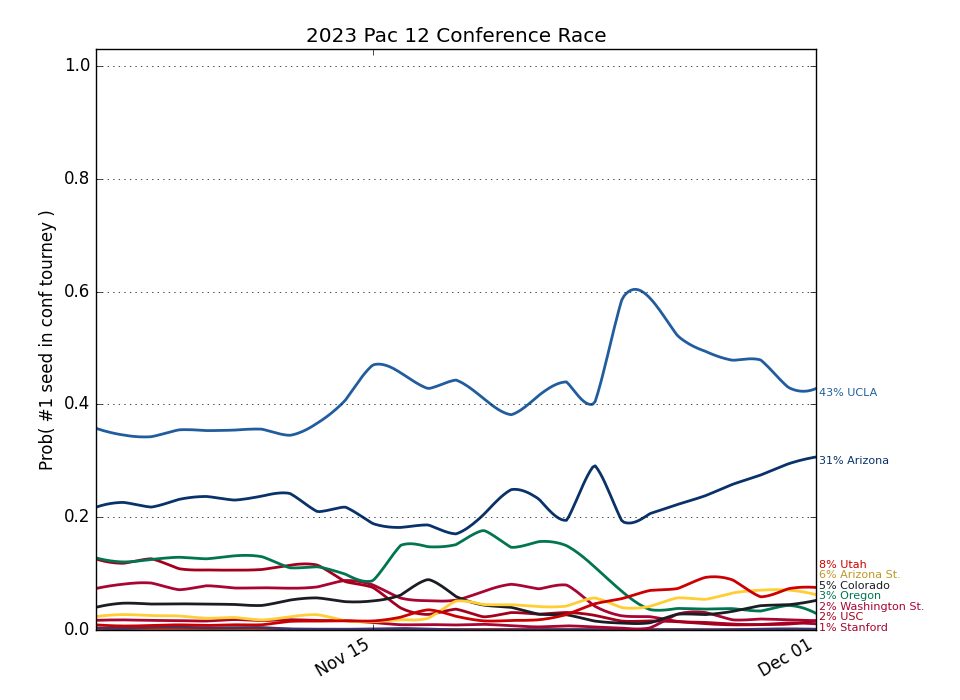 2023 Pac 12 Conference Race
Prob( #1 seed in conf tourney )
1.0
0.8
0.6
0.4
0.2
0.0
Nov 15
Dec 01
43% UCLA
31% Arizona
8% Utah
6% Arizona St.
5% Colorado
3% Oregon
2% Washington St.
2% USC
1% Stanford